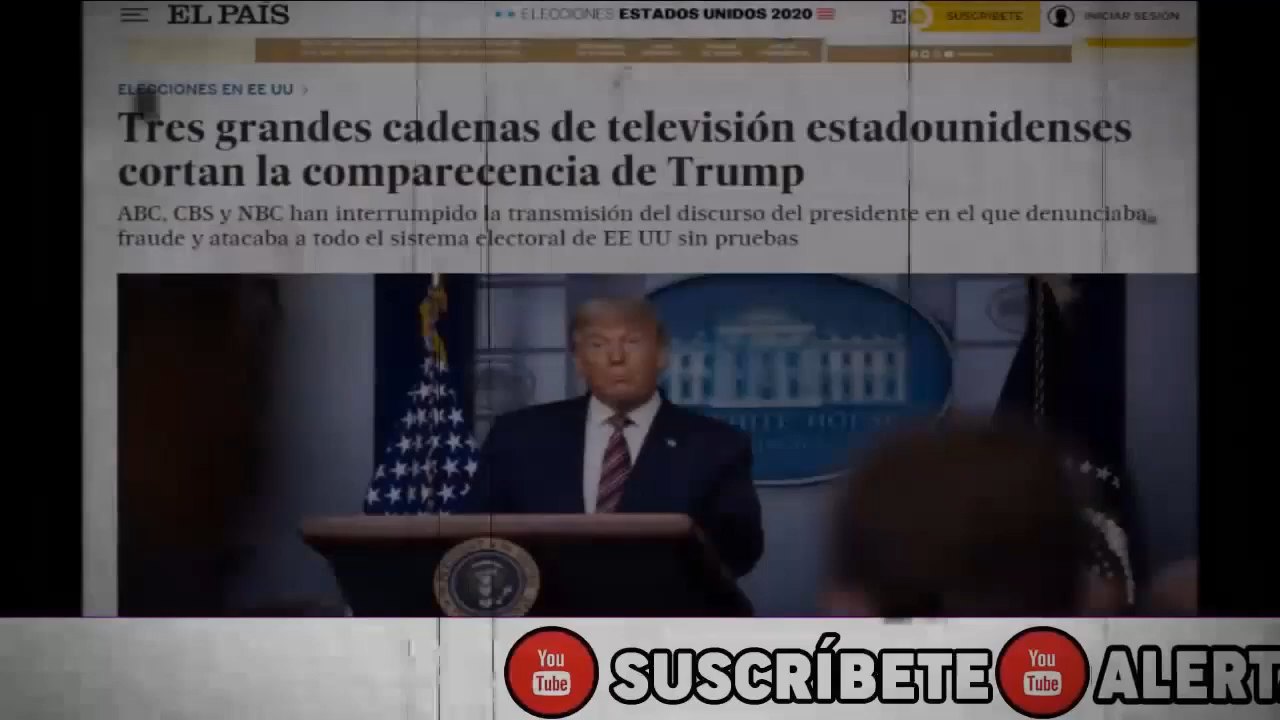 EL PAÍS
ELECCIONES ESTADOS UNIDOS 2020
SUSCRÍBETE
INICIAR SESIÓN
ELECCIONES EN EE UU
Tres grandes cadenas de televisión estadounidenses
cortan la comparecencia de Trump
ABC, CBS y NBC han interrumpido la transmisión del discurso del presidente en el que denunciaba
fraude y atacaba a todo el sistema electoral de EE UU sin pruebas
You Tube SUSCRÍBETE You Tube ALERT